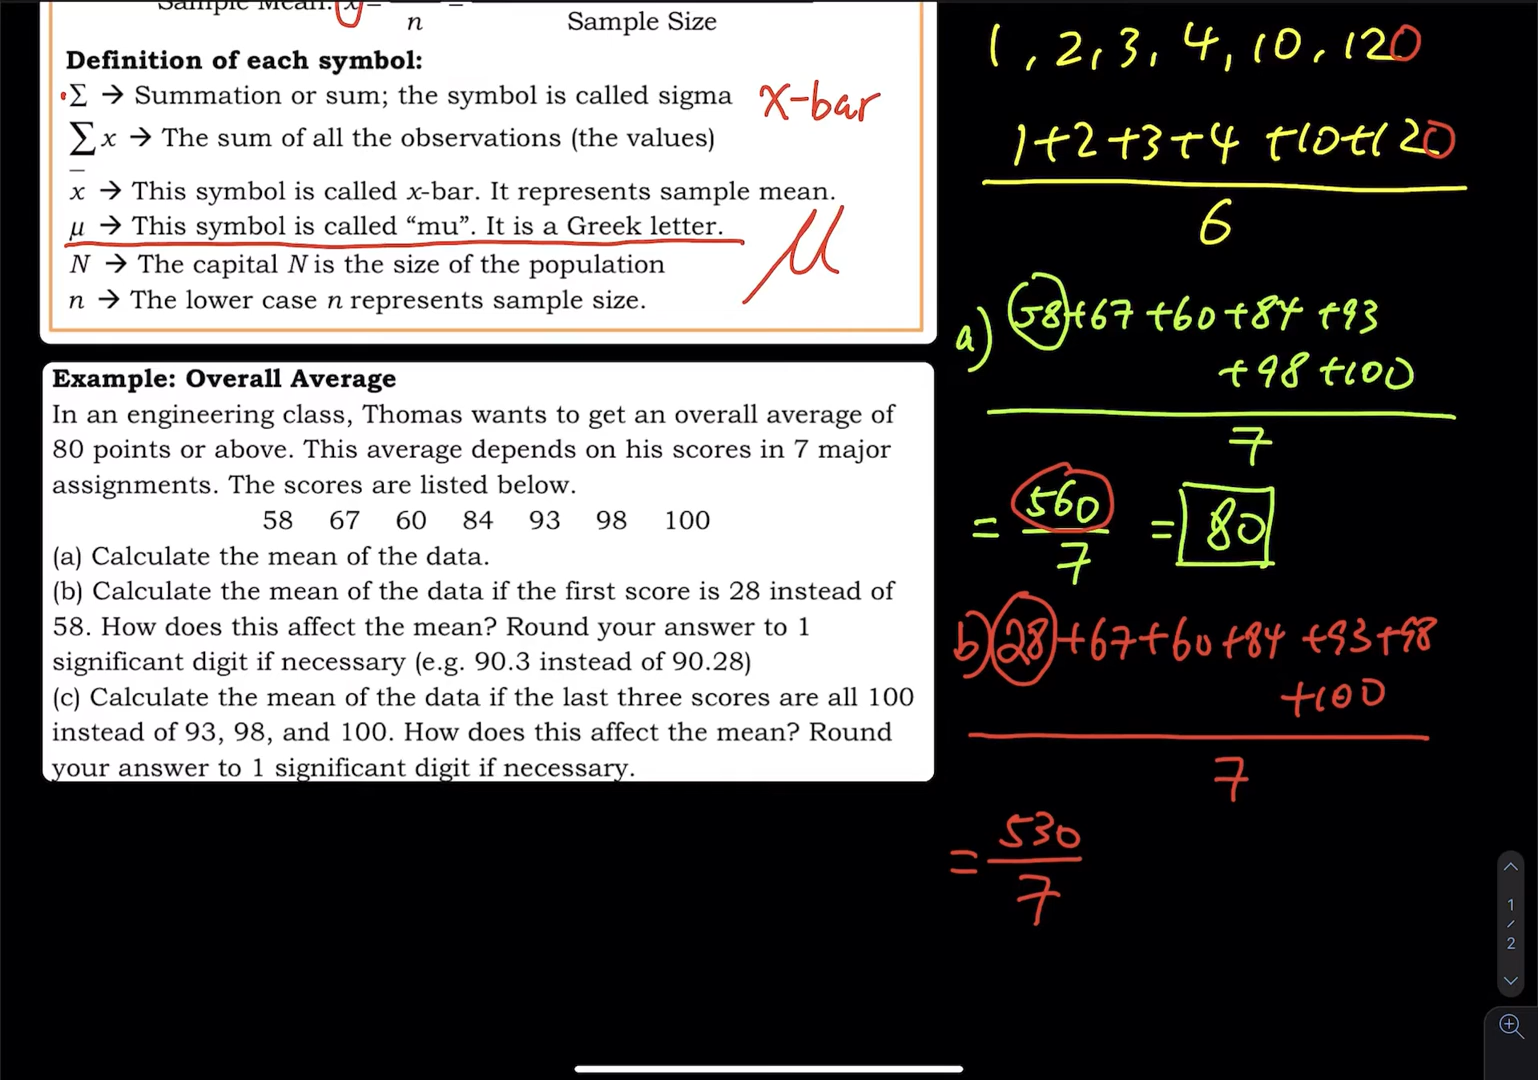 n Sample Size
Definition of each symbol:
Σ → Summation or sum; the symbol is called sigma
∑x → The sum of all the observations (the values)
x̄ → This symbol is called x-bar. It represents sample mean.
μ → This symbol is called “mu”. It is a Greek letter.
N → The capital N is the size of the population
n → The lower case n represents sample size.
x-bar
μ
Example: Overall Average
In an engineering class, Thomas wants to get an overall average of
80 points or above. This average depends on his scores in 7 major
assignments. The scores are listed below.
58 67 60 84 93 98 100
(a) Calculate the mean of the data.
(b) Calculate the mean of the data if the first score is 28 instead of
58. How does this affect the mean? Round your answer to 1
significant digit if necessary (e.g. 90.3 instead of 90.28)
(c) Calculate the mean of the data if the last three scores are all 100
instead of 93, 98, and 100. How does this affect the mean? Round
your answer to 1 significant digit if necessary.
1, 2, 3, 4, 10, 120
1+2+3+4+10+120
6
a) 58+67+60+84+93
+98+100
7
= 560/7 = 80
b) 28+67+60+84+93+98
+100
7
= 530/7
1
/
2